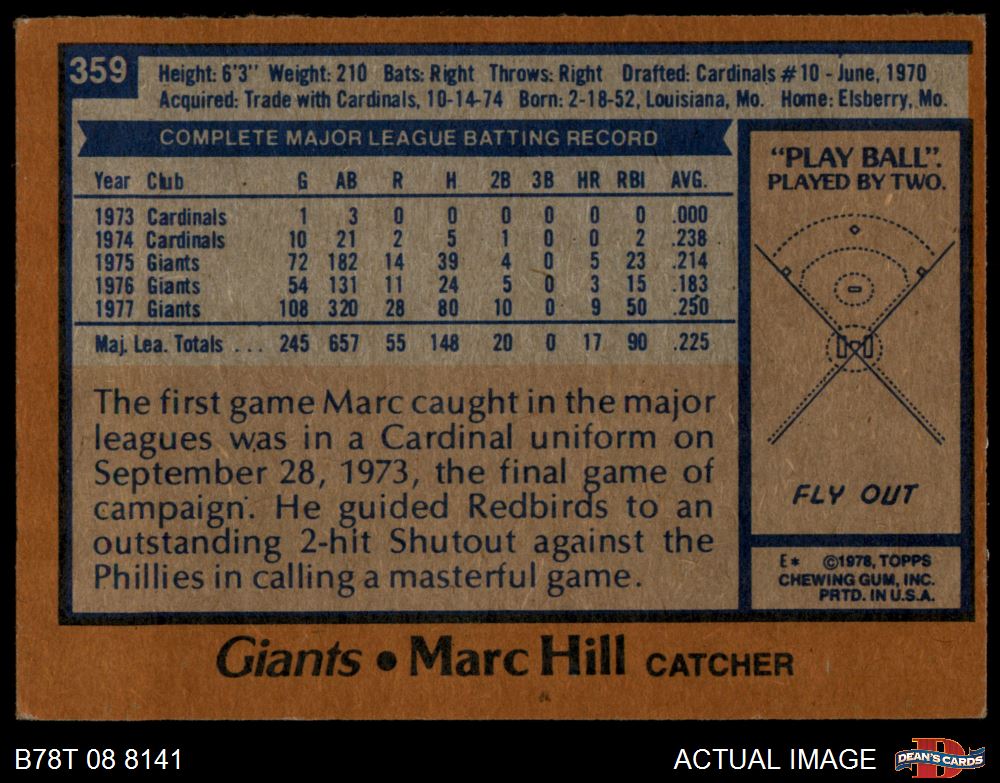 359
Height: 6'3" Weight: 210 Bats: Right Throws: Right Drafted: Cardinals #10 - June, 1970
Acquired: Trade with Cardinals, 10-14-74 Born: 2-18-52, Louisiana, Mo. Home: Elsberry, Mo.
COMPLETE MAJOR LEAGUE BATTING RECORD
Year Club G AB R H 2B 3B HR RBI AVG.
1973 Cardinals 1 3 0 0 0 0 0 0 .000
1974 Cardinals 10 21 2 5 1 0 0 2 .238
1975 Giants 72 182 14 39 4 0 5 23 .214
1976 Giants 54 131 11 24 5 0 3 15 .183
1977 Giants 108 320 28 80 10 0 9 50 .250
Maj. Lea. Totals ... 245 657 55 148 20 0 17 90 .225
The first game Marc caught in the major
leagues was in a Cardinal uniform on
September 28, 1973, the final game of
campaign. He guided Redbirds to an
outstanding 2-hit Shutout against the
Phillies in calling a masterful game.
"PLAY BALL".
PLAYED BY TWO.
FLY OUT
E* ©1978, TOPPS
CHEWING GUM, INC.
PRTD. IN U.S.A.
Giants • Marc Hill CATCHER
B78T 08 8141
ACTUAL IMAGE
DEAN'S CARDS